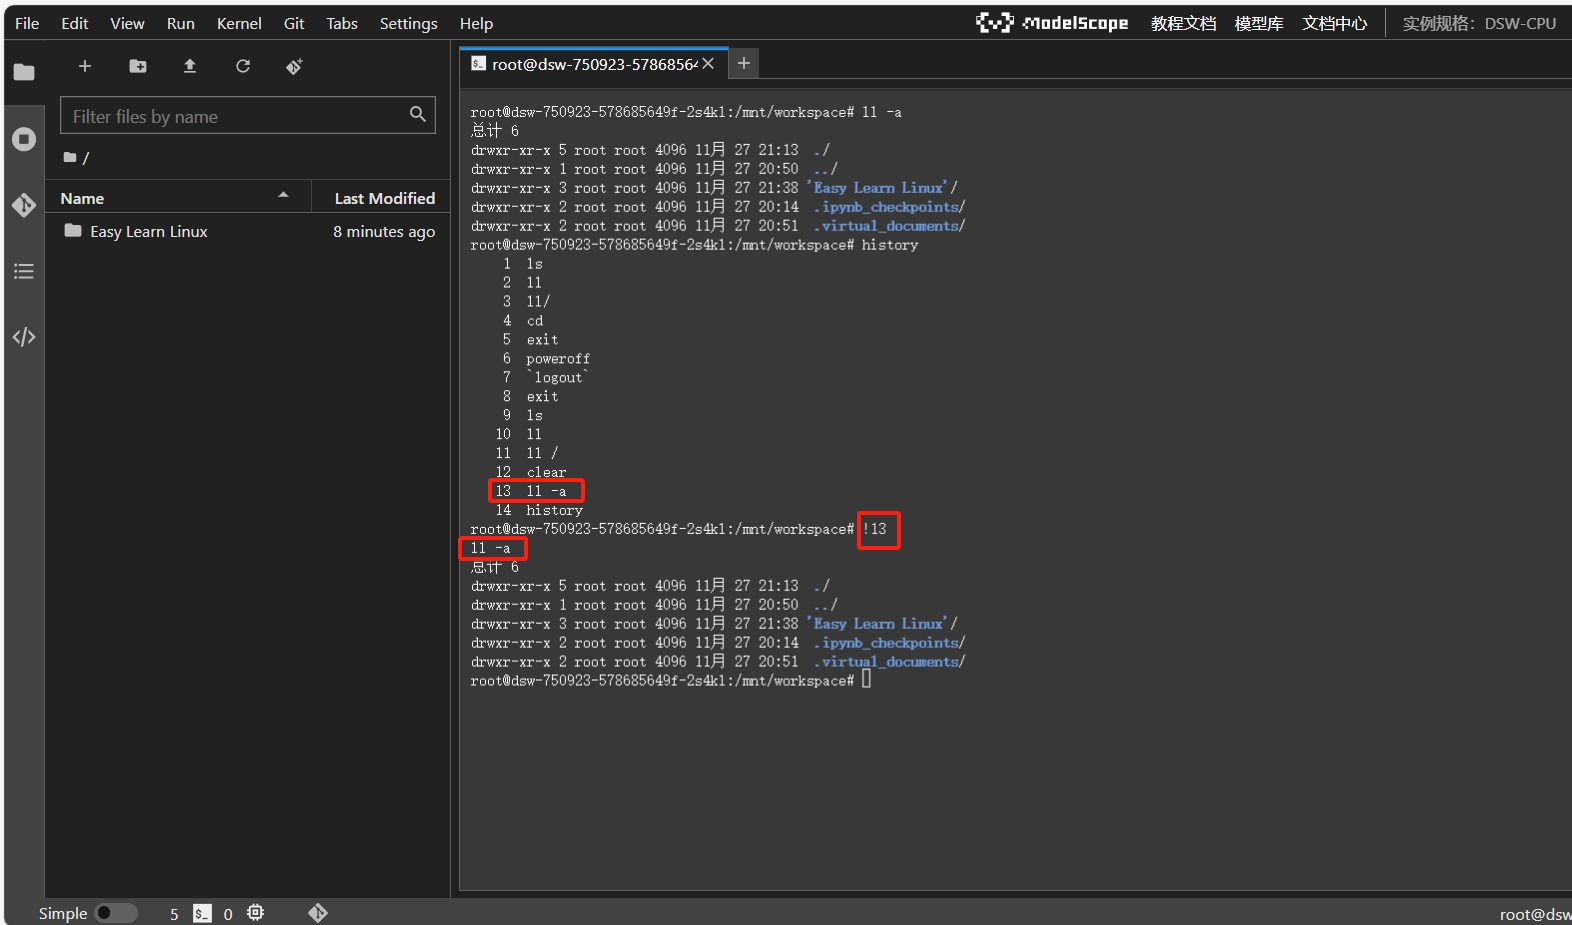 File Edit View Run Kernel Git Tabs Settings Help ModelScope 教程文档 模型库 文档中心 实例规格：DSW-CPU
root@dsw-750923-57868564
Filter files by name
/
Name Last Modified
Easy Learn Linux 8 minutes ago
root@dsw-750923-578685649f-2s4kl:/mnt/workspace# ll -a
总计 6
drwxr-xr-x 5 root root 4096 11月 27 21:13 ./
drwxr-xr-x 1 root root 4096 11月 27 20:50 ../
drwxr-xr-x 3 root root 4096 11月 27 21:38 'Easy Learn Linux'/
drwxr-xr-x 2 root root 4096 11月 27 20:14 .ipynb_checkpoints/
drwxr-xr-x 2 root root 4096 11月 27 20:51 .virtual_documents/
root@dsw-750923-578685649f-2s4kl:/mnt/workspace# history
1 ls
2 ll
3 ll/
4 cd
5 exit
6 poweroff
7 `logout`
8 exit
9 ls
10 ll
11 ll /
12 clear
13 ll -a
14 history
root@dsw-750923-578685649f-2s4kl:/mnt/workspace# !13
ll -a
总计 6
drwxr-xr-x 5 root root 4096 11月 27 21:13 ./
drwxr-xr-x 1 root root 4096 11月 27 20:50 ../
drwxr-xr-x 3 root root 4096 11月 27 21:38 'Easy Learn Linux'/
drwxr-xr-x 2 root root 4096 11月 27 20:14 .ipynb_checkpoints/
drwxr-xr-x 2 root root 4096 11月 27 20:51 .virtual_documents/
root@dsw-750923-578685649f-2s4kl:/mnt/workspace#
Simple 5 $_ 0 root@dsw